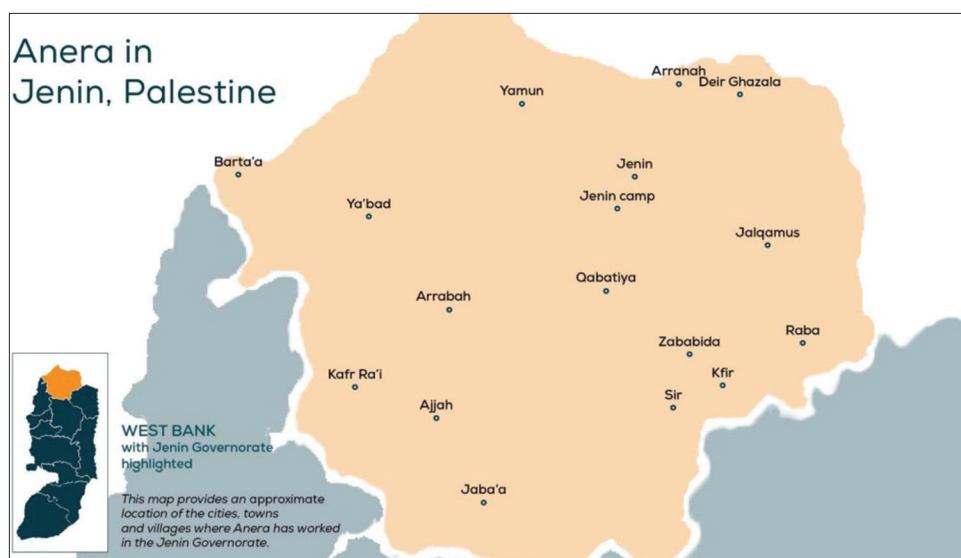 Anera in
Jenin, Palestine
Arranah
Deir Ghazala
Yamun
Barta'a
Jenin
Jenin camp
Ya'bad
Jalqamus
Qabatiya
Arrabah
Raba
Zababida
Kafr Ra'i
Kfir
Sir
Ajjah
Jaba'a
WEST BANK
with Jenin Governorate
highlighted
This map provides an approximate
location of the cities, towns
and villages where Anera has worked
in the Jenin Governorate.